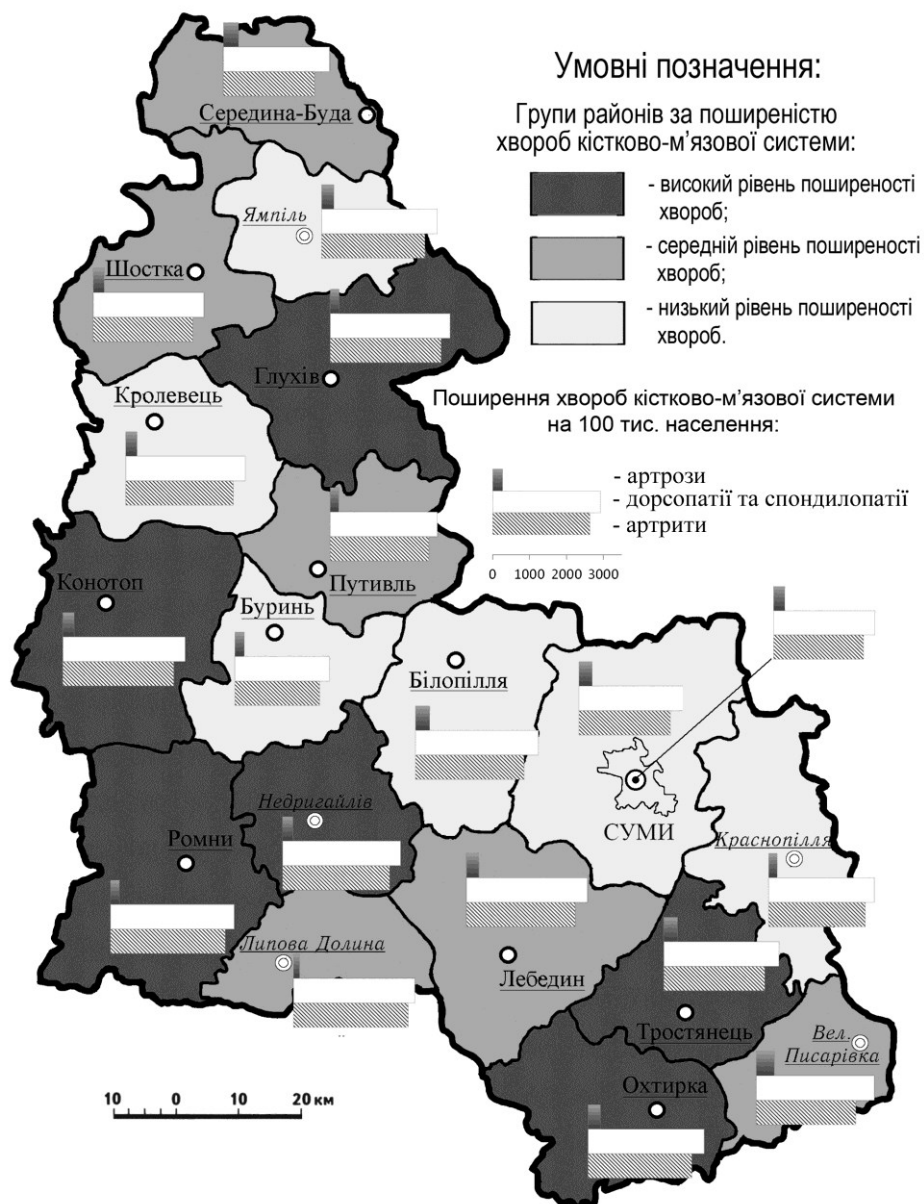 Умовні позначення:
Групи районів за поширеністю
хвороб кістково-м’язової системи:
- високий рівень поширеності
хвороб;
- середній рівень поширеності
хвороб;
- низький рівень поширеності
хвороб.
Поширення хвороб кістково-м’язової системи
на 100 тис. населення:
- артрози
- дорсопатії та спондилопатії
- артрити
0 1000 2000 3000
Середина-Буда
Ямпіль
Шостка
Глухів
Кролевець
Путивль
Конотоп
Буринь
Білопілля
СУМИ
Недригайлів
Ромни
Краснопілля
Липова Долина
Лебедин
Тростянець
Вел.
Писарівка
Охтирка
10 0 10 20 км